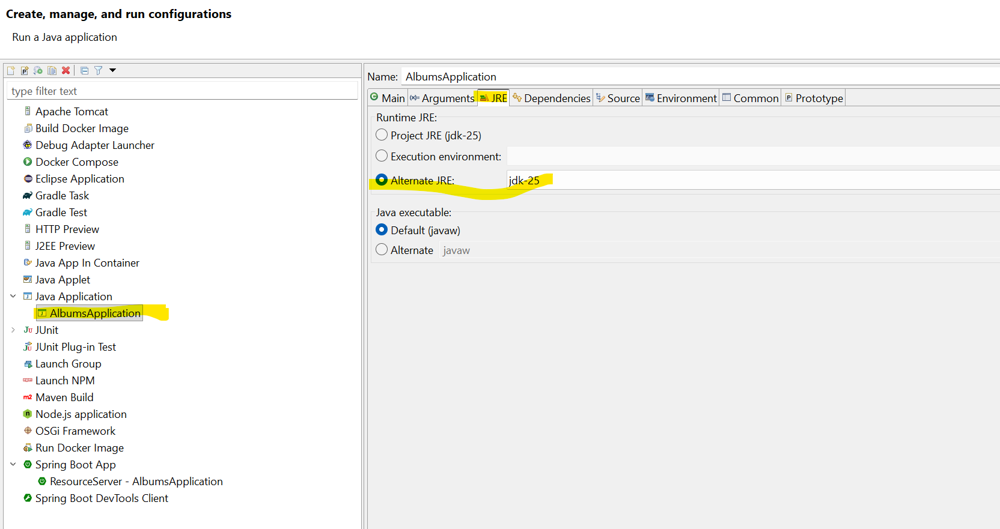 Create, manage, and run configurations
Run a Java application
type filter text
Apache Tomcat
Build Docker Image
Debug Adapter Launcher
Docker Compose
Eclipse Application
Gradle Task
Gradle Test
HTTP Preview
J2EE Preview
Java App In Container
Java Applet
Java Application
AlbumsApplication
JUnit
JUnit Plug-in Test
Launch Group
Launch NPM
Maven Build
Node.js application
OSGi Framework
Run Docker Image
Spring Boot App
ResourceServer - AlbumsApplication
Spring Boot DevTools Client
Name: AlbumsApplication
Main Arguments JRE Dependencies Source Environment Common Prototype
Runtime JRE:
Project JRE (jdk-25)
Execution environment:
Alternate JRE: jdk-25
Java executable:
Default (javaw)
Alternate javaw